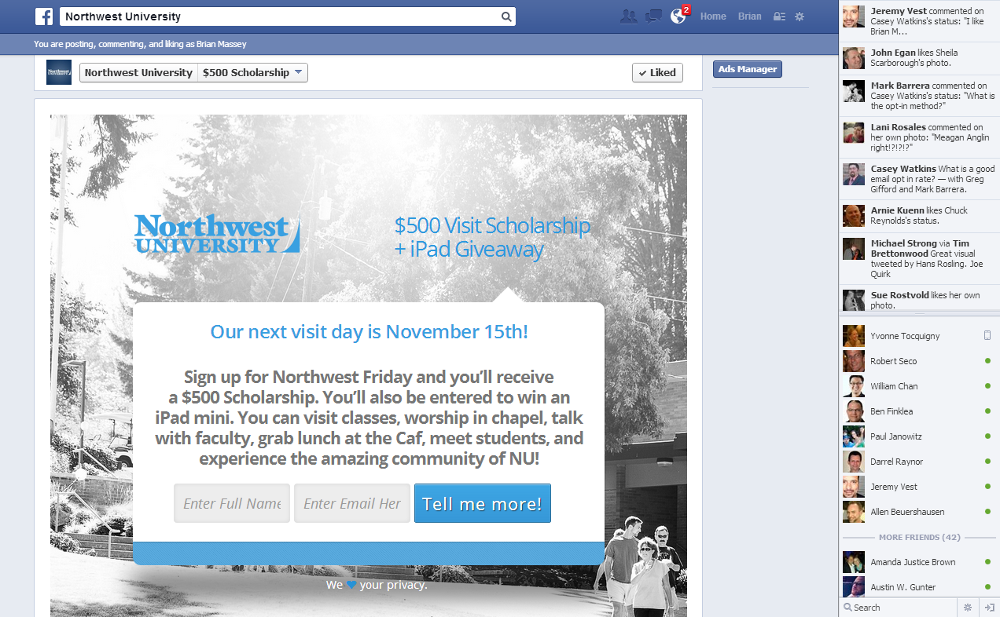 Northwest University
2
Home
Brian
You are posting, commenting, and liking as Brian Massey
Northwest University
Northwest University
$500 Scholarship
Liked
Ads Manager
Northwest
UNIVERSITY
$500 Visit Scholarship
+ iPad Giveaway
Our next visit day is November 15th!
Sign up for Northwest Friday and you’ll receive
a $500 Scholarship. You’ll also be entered to win an
iPad mini. You can visit classes, worship in chapel, talk
with faculty, grab lunch at the Caf, meet students, and
experience the amazing community of NU!
Enter Full Name
Enter Email Her
Tell me more!
We ♥ your privacy.
Jeremy Vest commented on
Casey Watkins's status: "I like
Brian M...
John Egan likes Sheila
Scarborough's photo.
Mark Barrera commented on
Casey Watkins's status: "What is
the opt-in method?"
Lani Rosales commented on
her own photo: "Meagan Anglin
right!?!?!?"
Casey Watkins What is a good
email opt in rate? — with Greg
Gifford and Mark Barrera.
Arnie Kuenn likes Chuck
Reynolds's status.
Michael Strong via Tim
Brettonwood Great visual
tweeted by Hans Rosling. Joe
Quirk
Sue Rostvold likes her own
photo.
Yvonne Tocquigny
Robert Seco
William Chan
Ben Finklea
Paul Janowitz
Darrel Raynor
Jeremy Vest
Allen Beuershausen
MORE FRIENDS (42)
Amanda Justice Brown
Austin W. Gunter
Search